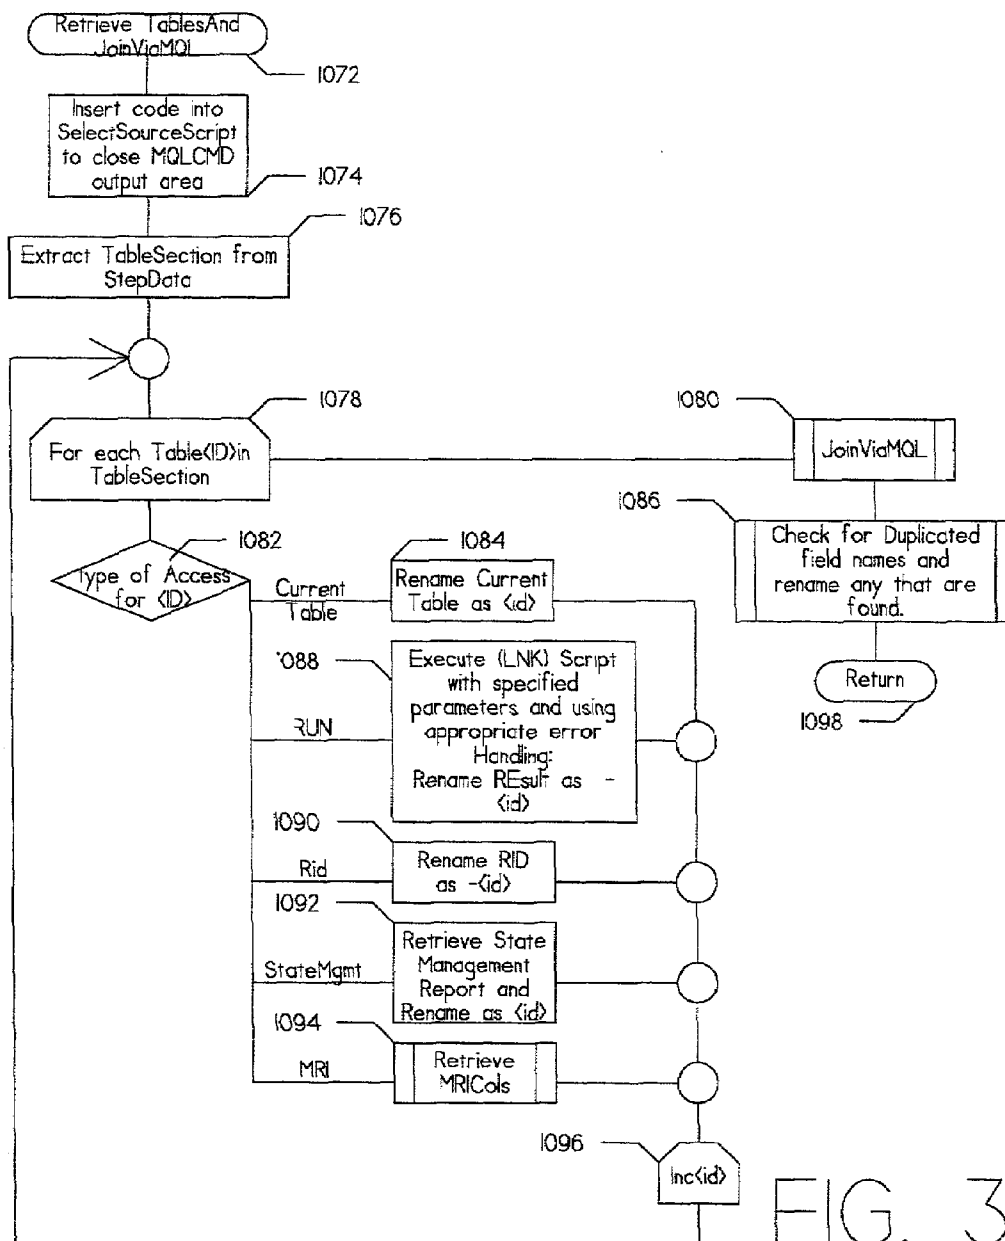 Retrieve TablesAnd
JoinViaMQL
1072
Insert code into
SelectSourceScript
to close MQLCMD
output area
1074
1076
Extract TableSection from
StepData
1078
For each Table<ID>in
TableSection
1080
JoinViaMQL
1086
Check for Duplicated
field names and
rename any that are
found.
Return
1098
1082
Type of Access
for <ID>
1084
Current
Table
Rename Current
Table as <id>
1088
RUN
Execute (LNK) Script
with specified
parameters and using
appropriate error
Handling:
Rename REsult as -
<id>
1090
Rid
Rename RID
as -<id>
1092
StateMgmt
Retrieve State
Management
Report and
Rename as <id>
1094
MRI
Retrieve
MRICols
1096
Inc<id>
FIG. 3